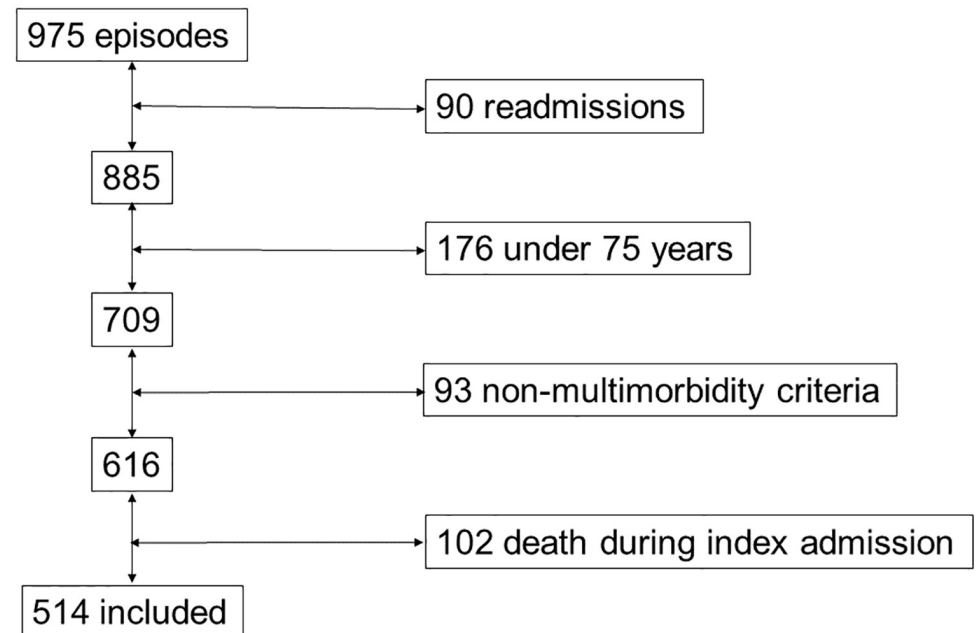 975 episodes
90 readmissions
885
176 under 75 years
709
93 non-multimorbidity criteria
616
102 death during index admission
514 included